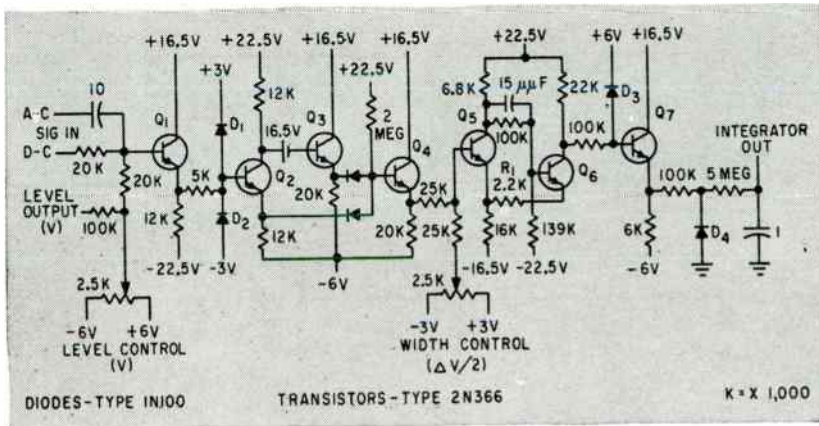 +16.5V +22.5V +16.5V +16.5V +22.5V +6V +16.5V
+3V +22.5V
10 D1 12K 2 MEG 6.8K 15 μμF 22K D3 Q7
A-C Q1 16.5V Q3 Q4 Q5 100K 100K INTEGRATOR OUT
SIG IN
D-C
20K 5K Q2 R1 Q6 100K 5 MEG
20K 20K 25K 2.2K
LEVEL OUTPUT (V) 100K 12K D2 12K 20K 25K 16K 139K 6K D4 1
-22.5V -3V -6V -16.5V -22.5V -6V
2.5K 2.5K
-6V +6V -3V +3V
LEVEL CONTROL (V) WIDTH CONTROL (ΔV/2)
DIODES-TYPE IN100 TRANSISTORS-TYPE 2N366 K = X 1,000